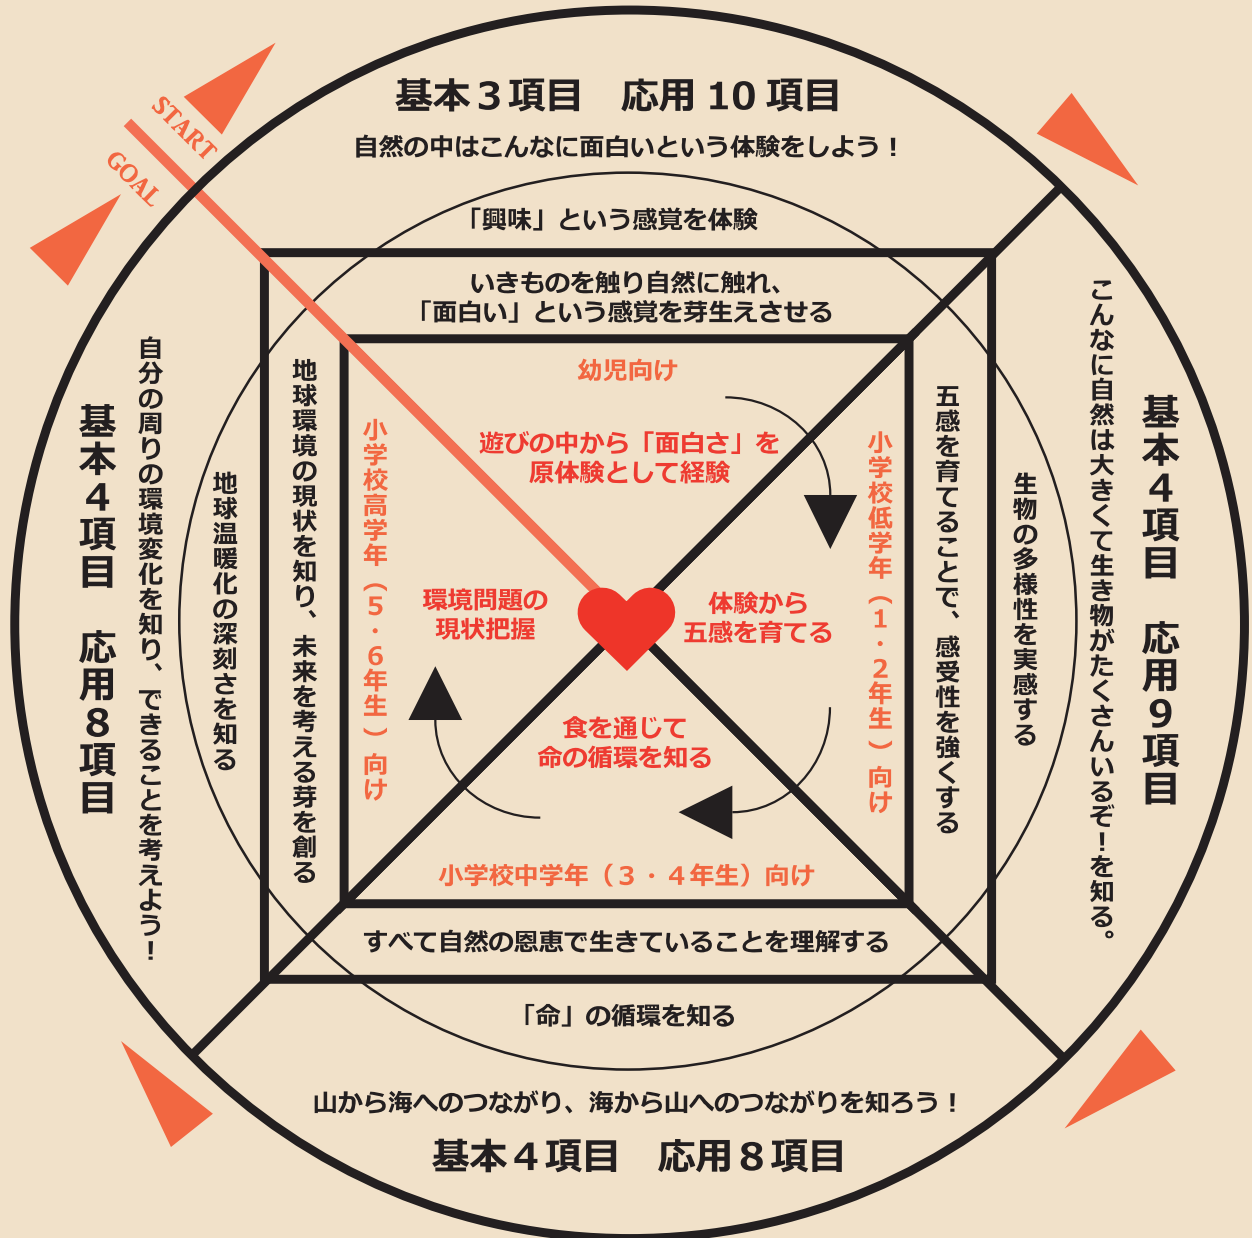 START
GOAL
基本3項目　応用10項目
自然の中はこんなに面白いという体験をしよう！
「興味」という感覚を体験
いきものを触り自然に触れ、
「面白い」という感覚を芽生えさせる
幼児向け
遊びの中から「面白さ」を
原体験として経験
基本4項目　応用9項目
こんなに自然は大きくて生き物がたくさんいるぞ！を知る。
生物の多様性を実感する
五感を育てることで、感受性を強くする
小学校低学年（1・2年生）向け
体験から
五感を育てる
食を通じて
命の循環を知る
小学校中学年（3・4年生）向け
すべて自然の恩恵で生きていることを理解する
「命」の循環を知る
山から海へのつながり、海から山へのつながりを知ろう！
基本4項目　応用8項目
環境問題の
現状把握
小学校高学年（5・6年生）向け
地球環境の現状を知り、未来を考える芽を創る
地球温暖化の深刻さを知る
自分の周りの環境変化を知り、できることを考えよう！
基本4項目　応用8項目